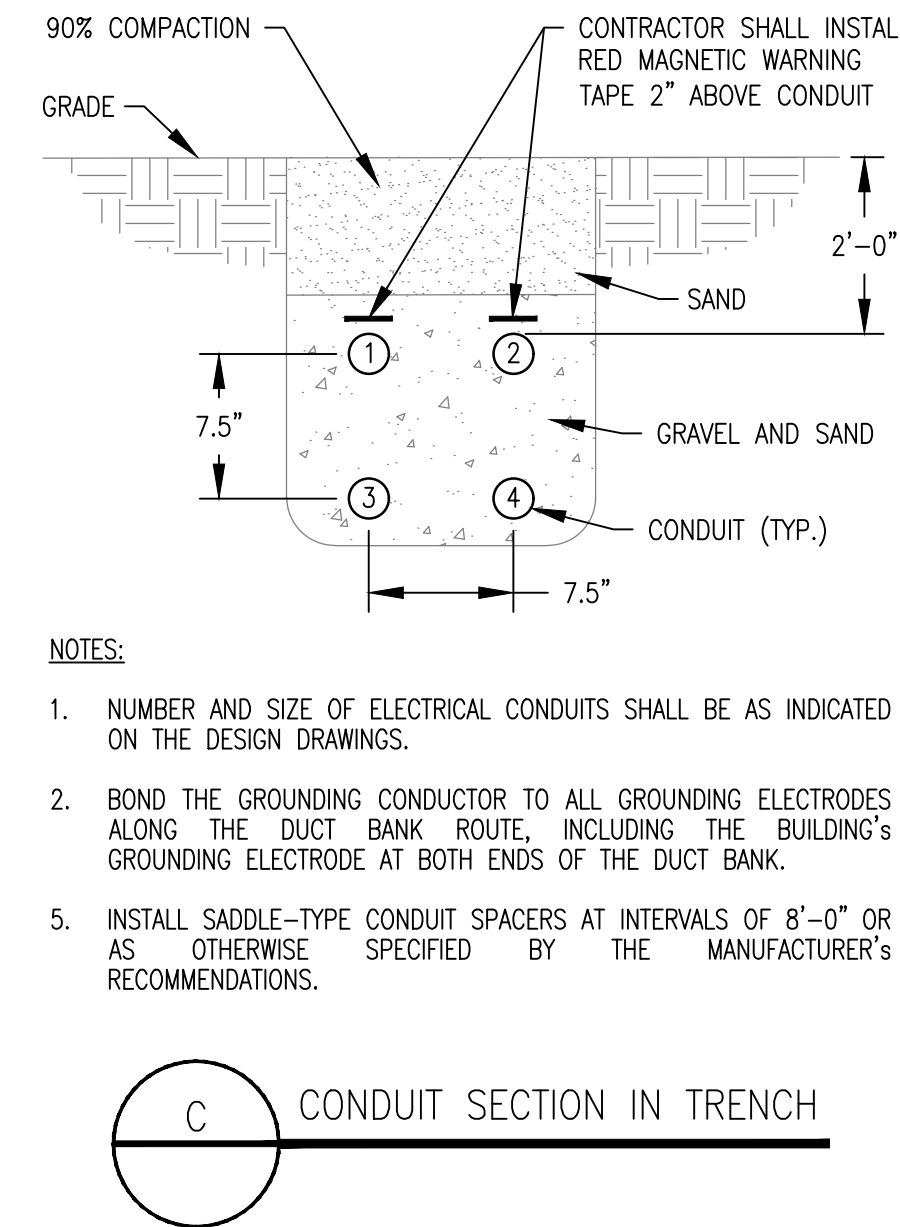 90% COMPACTION
CONTRACTOR SHALL INSTAL
RED MAGNETIC WARNING
TAPE 2” ABOVE CONDUIT
GRADE
2’-0”
SAND
1
2
7.5”
GRAVEL AND SAND
3
4
CONDUIT (TYP.)
7.5”
NOTES:
1. NUMBER AND SIZE OF ELECTRICAL CONDUITS SHALL BE AS INDICATED
ON THE DESIGN DRAWINGS.
2. BOND THE GROUNDING CONDUCTOR TO ALL GROUNDING ELECTRODES
ALONG THE DUCT BANK ROUTE, INCLUDING THE BUILDING's
GROUNDING ELECTRODE AT BOTH ENDS OF THE DUCT BANK.
5. INSTALL SADDLE-TYPE CONDUIT SPACERS AT INTERVALS OF 8’-0” OR
AS OTHERWISE SPECIFIED BY THE MANUFACTURER's
RECOMMENDATIONS.
C
CONDUIT SECTION IN TRENCH